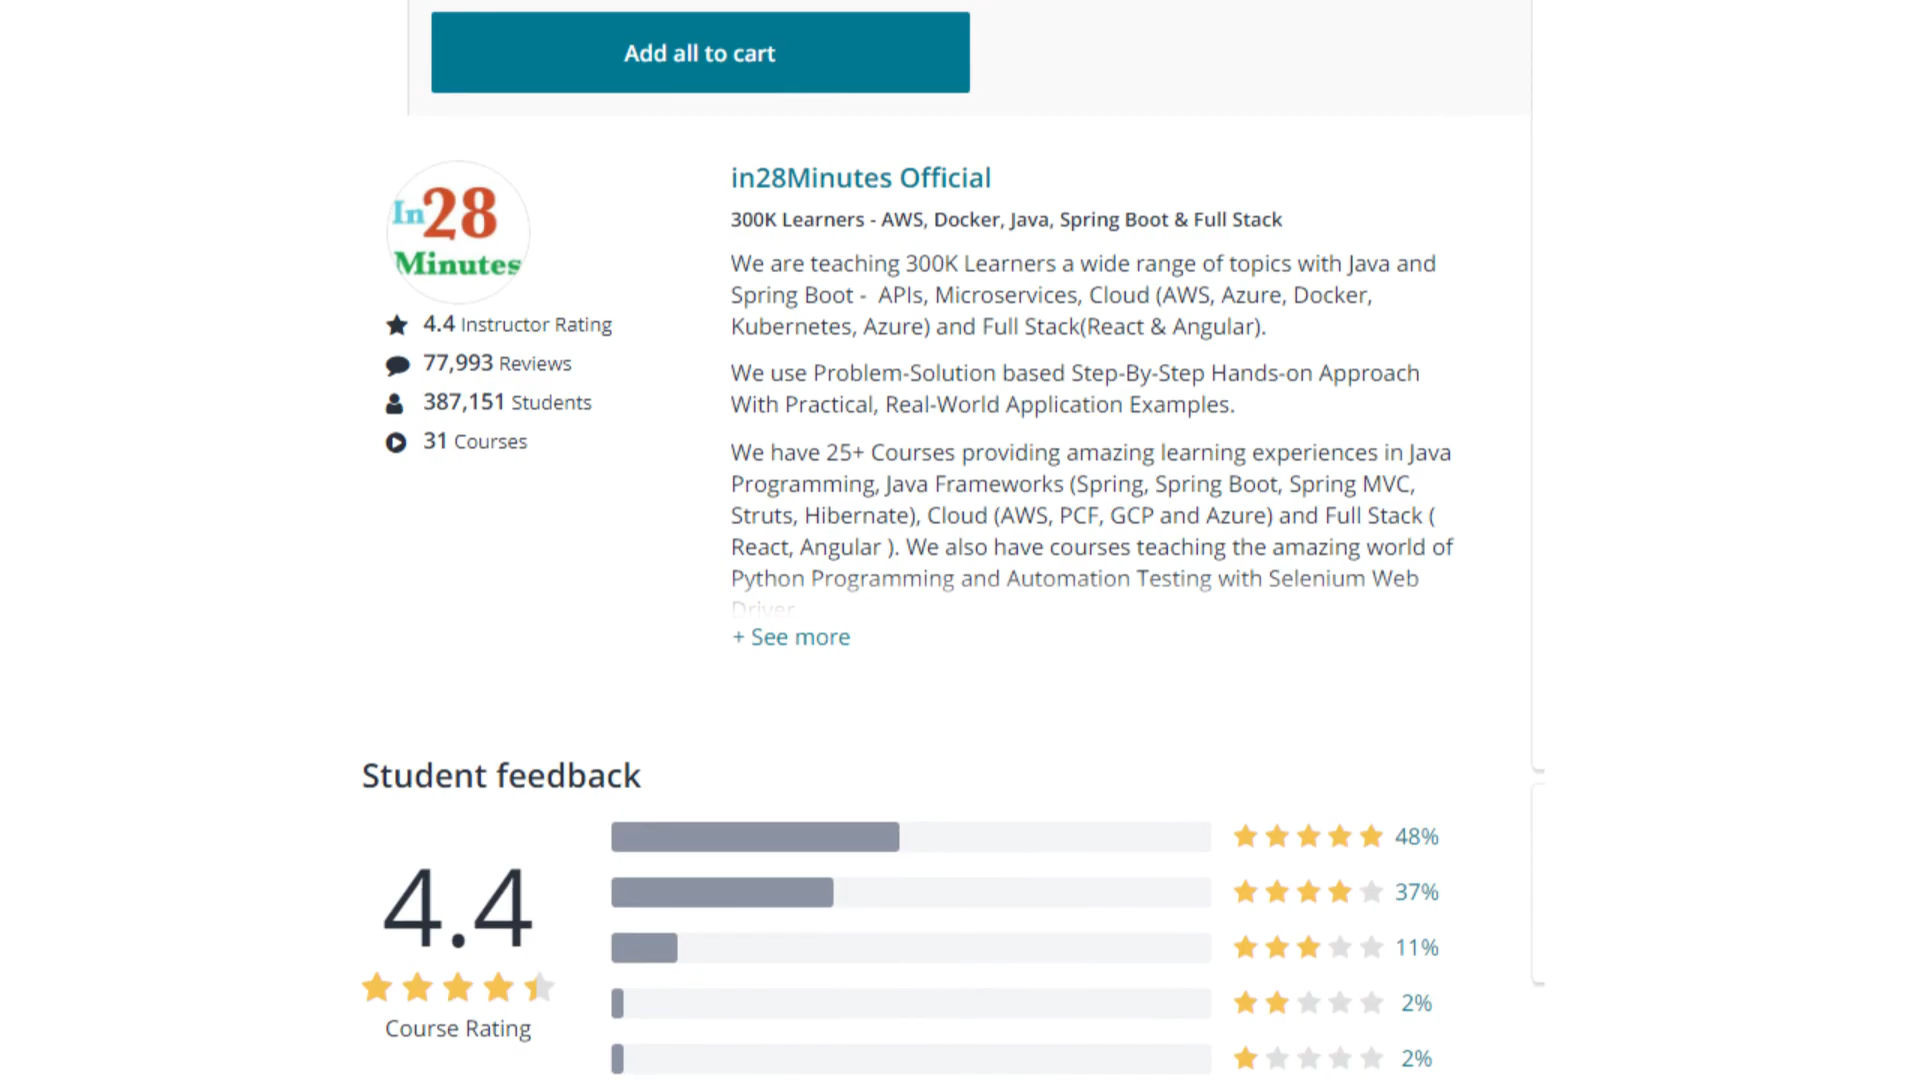 Add all to cart
In28
Minutes
4.4 Instructor Rating
77,993 Reviews
387,151 Students
31 Courses
in28Minutes Official
300K Learners - AWS, Docker, Java, Spring Boot & Full Stack
We are teaching 300K Learners a wide range of topics with Java and
Spring Boot -  APIs, Microservices, Cloud (AWS, Azure, Docker,
Kubernetes, Azure) and Full Stack(React & Angular).
We use Problem-Solution based Step-By-Step Hands-on Approach
With Practical, Real-World Application Examples.
We have 25+ Courses providing amazing learning experiences in Java
Programming, Java Frameworks (Spring, Spring Boot, Spring MVC,
Struts, Hibernate), Cloud (AWS, PCF, GCP and Azure) and Full Stack (
React, Angular ). We also have courses teaching the amazing world of
Python Programming and Automation Testing with Selenium Web
Driver
+ See more
Student feedback
4.4
Course Rating
48%
37%
11%
2%
2%